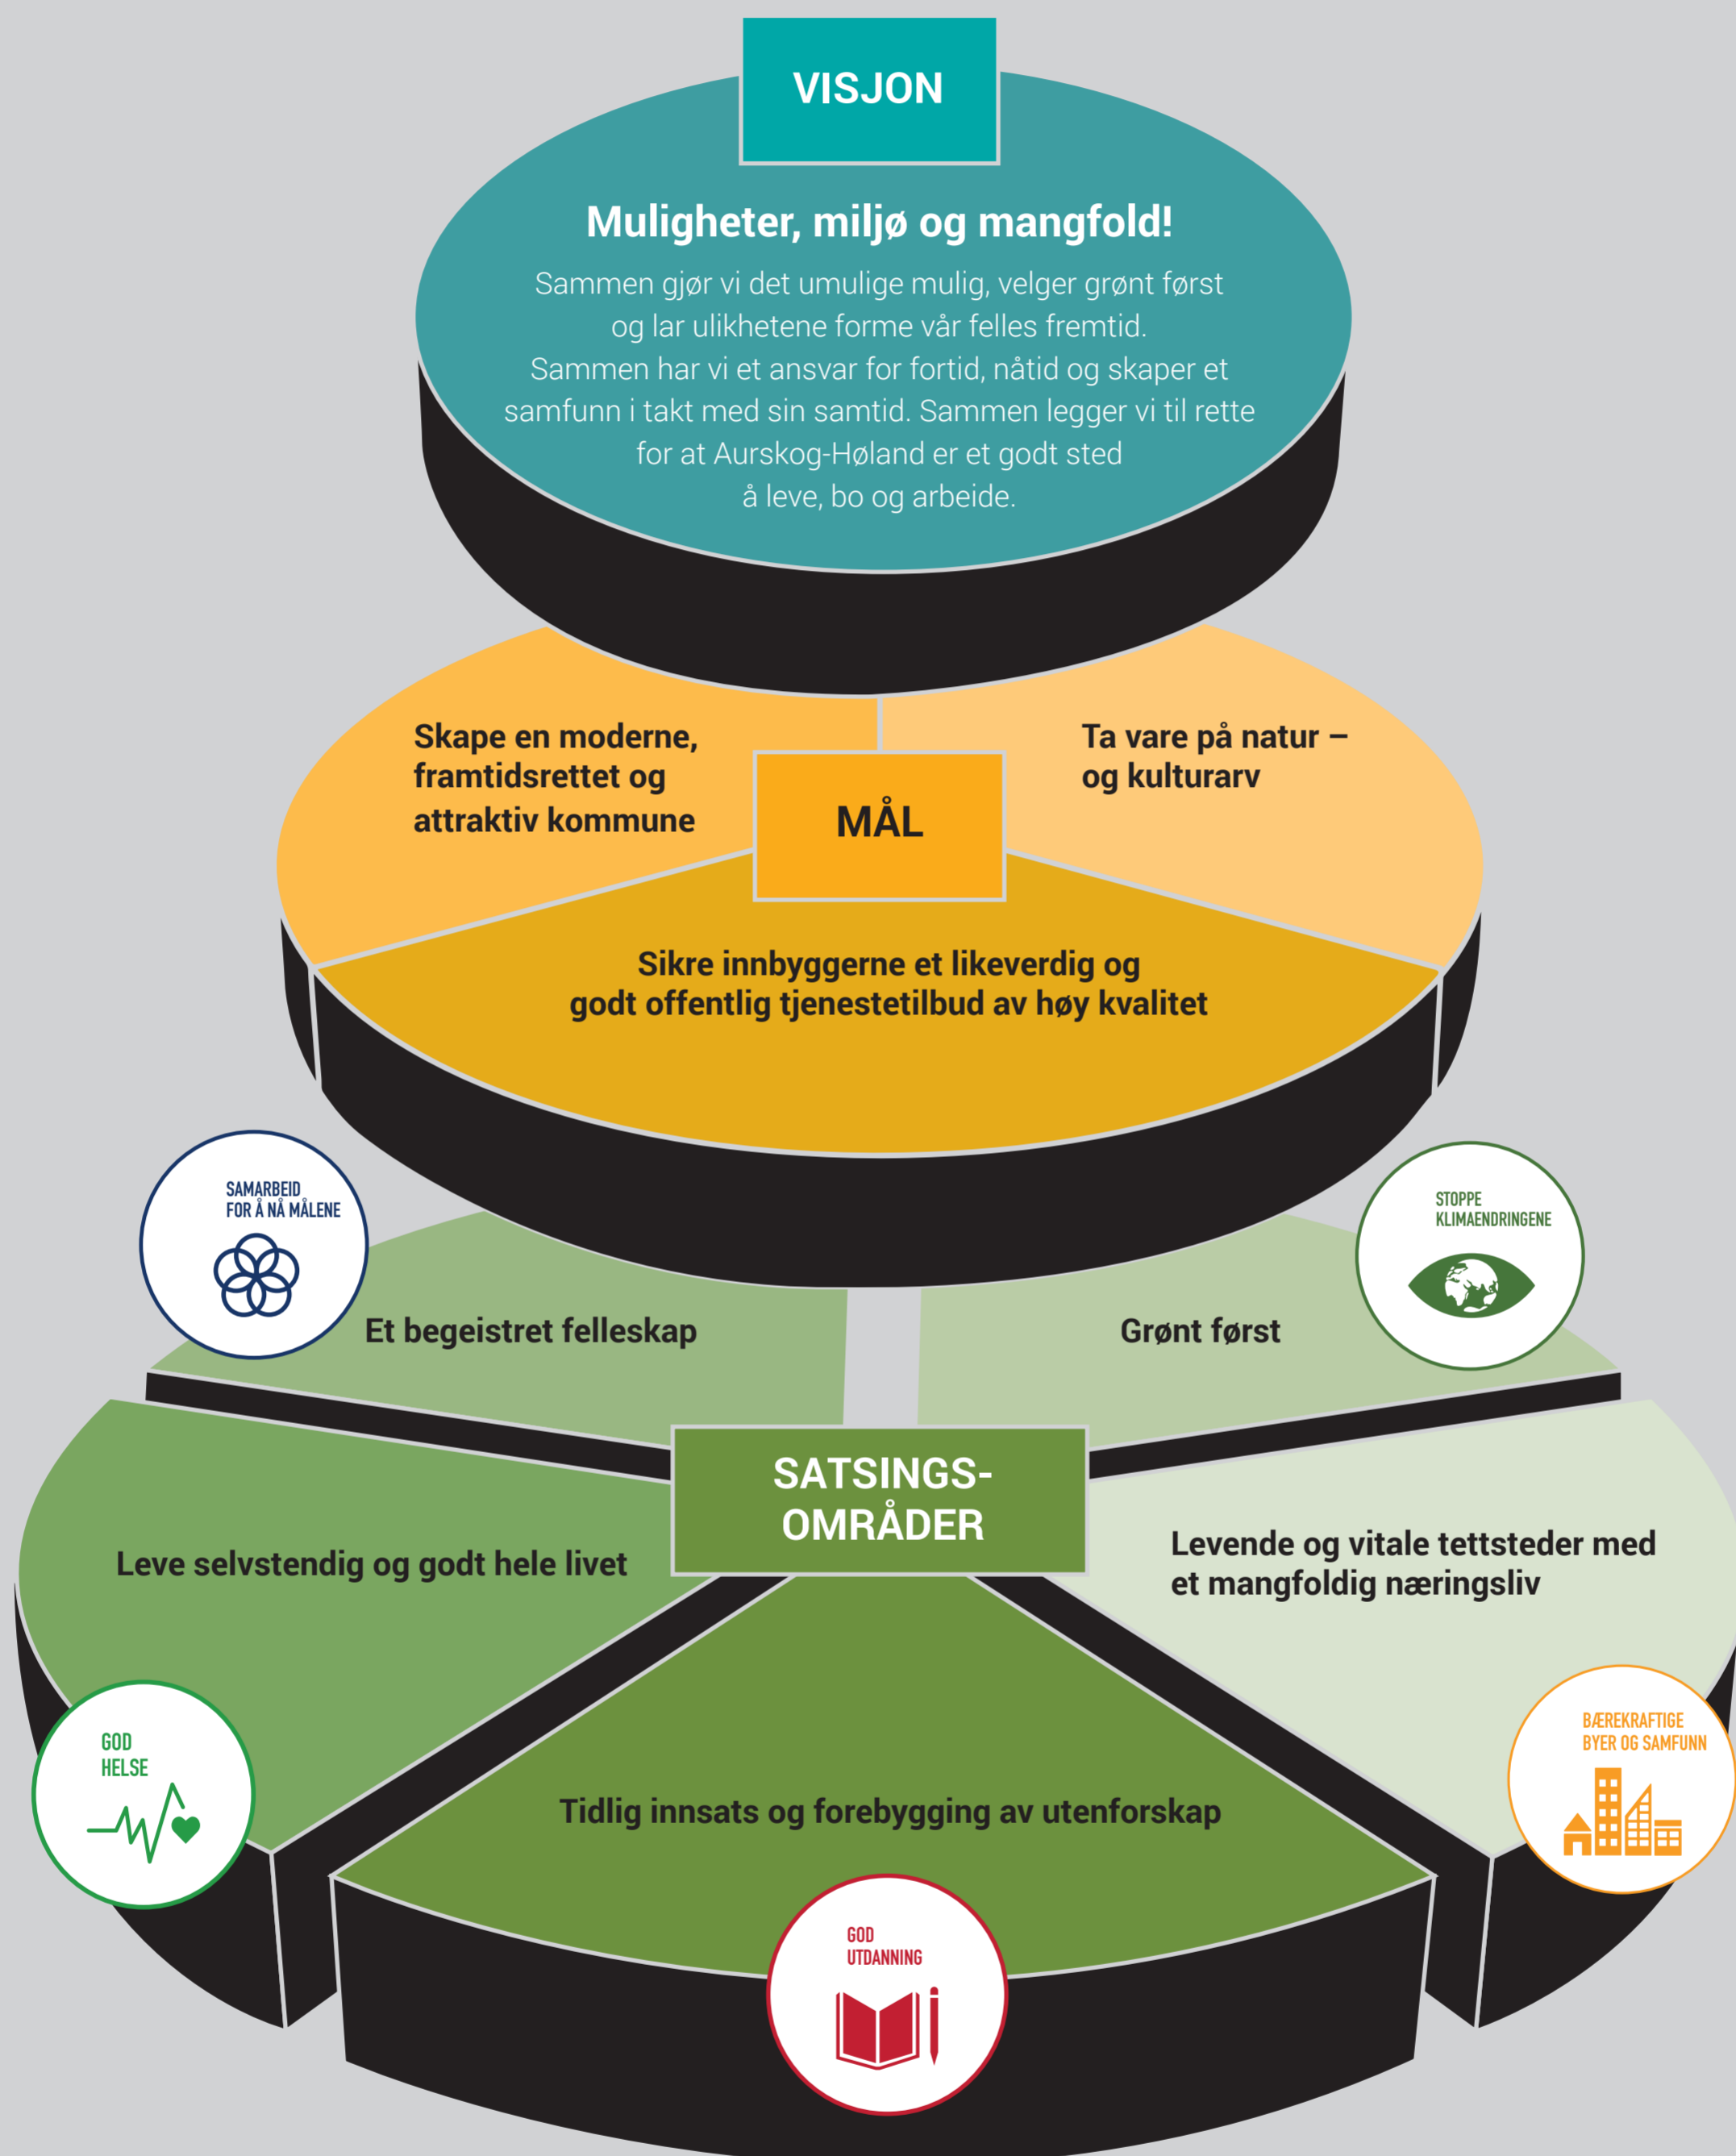 VISJON
Muligheter, miljø og mangfold!
Sammen gjør vi det umulige mulig, velger grønt først
og lar ulikhetene forme vår felles fremtid.
Sammen har vi et ansvar for fortid, nåtid og skaper et
samfunn i takt med sin samtid. Sammen legger vi til rette
for at Aurskog-Høland er et godt sted
å leve, bo og arbeide.
Skape en moderne,
framtidsrettet og
attraktiv kommune
Ta vare på natur –
og kulturarv
MÅL
Sikre innbyggerne et likeverdig og
godt offentlig tjenestetilbud av høy kvalitet
SAMARBEID
FOR Å NÅ MÅLENE
STOPPE
KLIMAENDRINGENE
Et begeistret felleskap
Grønt først
SATSINGS-
OMRÅDER
Leve selvstendig og godt hele livet
Levende og vitale tettsteder med
et mangfoldig næringsliv
GOD
HELSE
BÆREKRAFTIGE
BYER OG SAMFUNN
Tidlig innsats og forebygging av utenforskap
GOD
UTDANNING